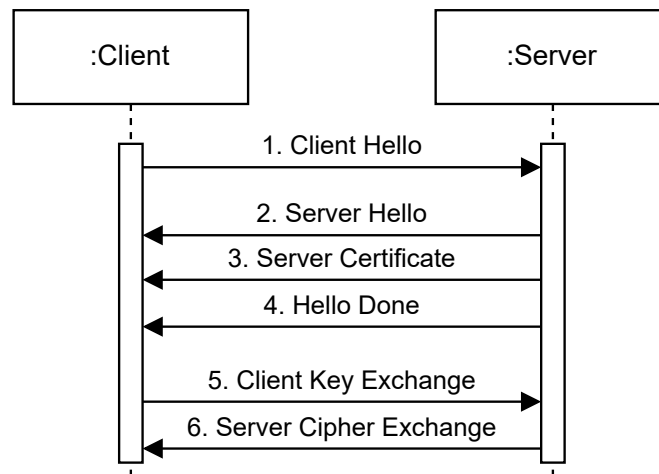 :Client
:Server
1. Client Hello
2. Server Hello
3. Server Certificate
4. Hello Done
5. Client Key Exchange
6. Server Cipher Exchange